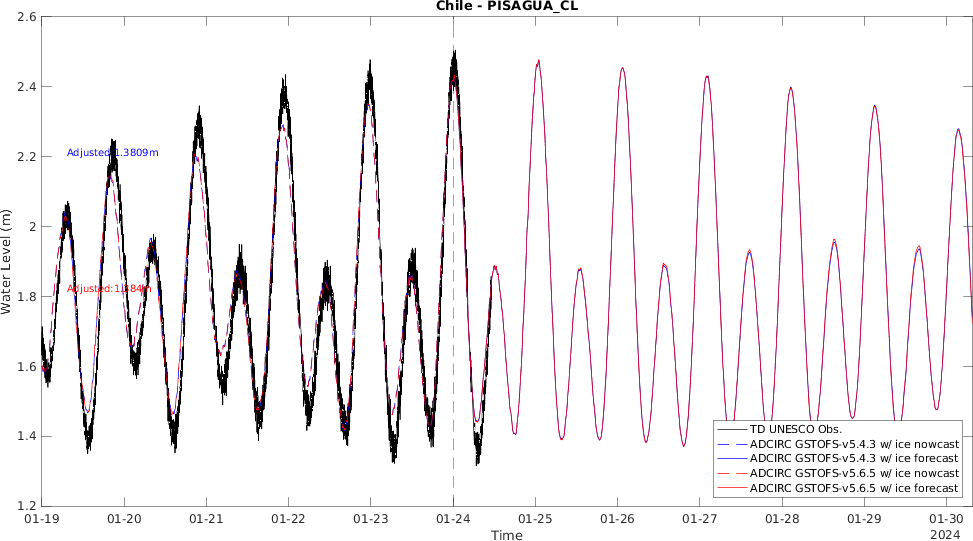 Chile - PISAGUA_CL
2.6
2.4
2.2
2
1.8
1.6
1.4
1.2
Water Level (m)
Adjusted:1.3809m
Adjusted:1.384m
TD UNESCO Obs.
ADCIRC GSTOFS-v5.4.3 w/ ice nowcast
ADCIRC GSTOFS-v5.4.3 w/ ice forecast
ADCIRC GSTOFS-v5.6.5 w/ ice nowcast
ADCIRC GSTOFS-v5.6.5 w/ ice forecast
01-19 01-20 01-21 01-22 01-23 01-24 01-25 01-26 01-27 01-28 01-29 01-30
Time
2024